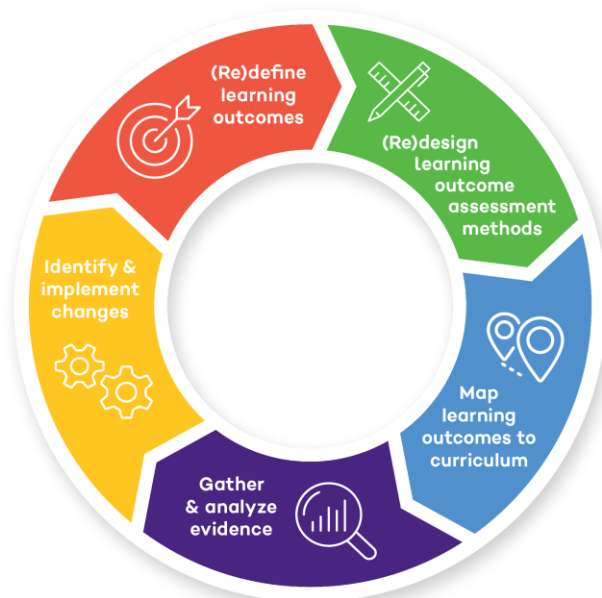 (Re)define
learning
outcomes
(Re)design
learning
outcome
assessment
methods
Map
learning
outcomes to
curriculum
Gather
& analyze
evidence
Identify &
implement
changes